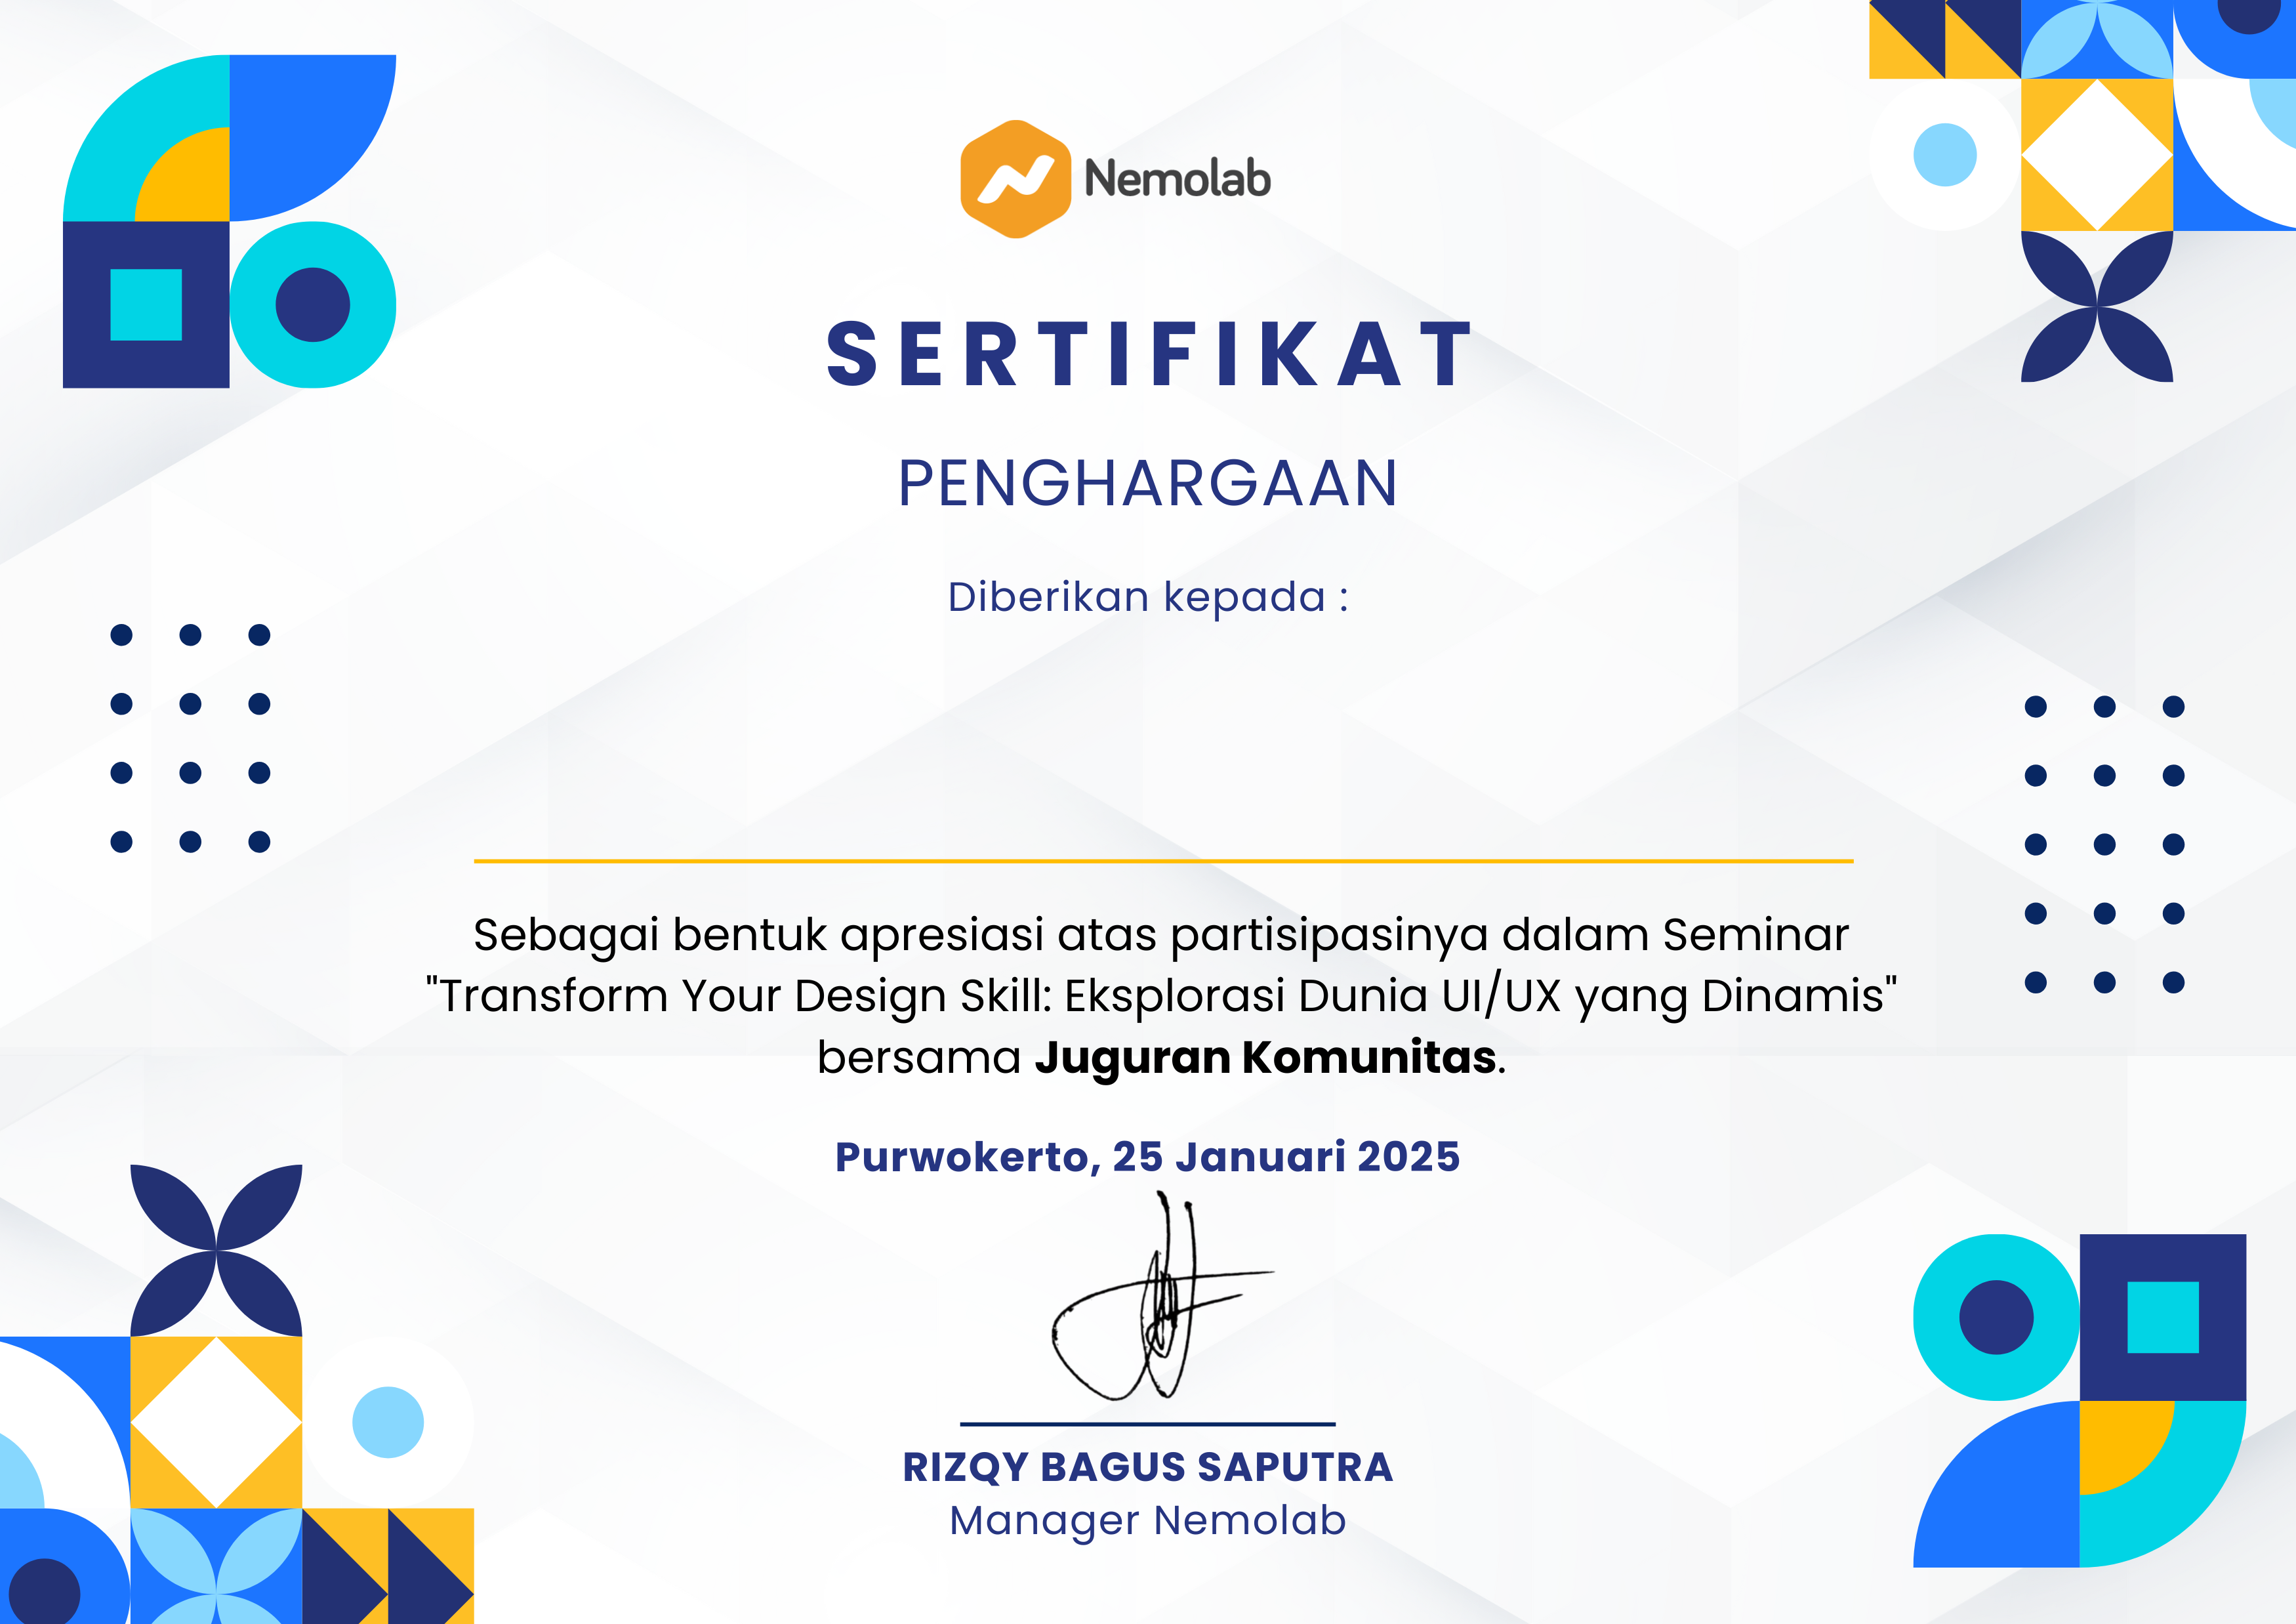 Nemolab
SERTIFIKAT
PENGHARGAAN
Diberikan kepada :
Sebagai bentuk apresiasi atas partisipasinya dalam Seminar
"Transform Your Design Skill: Eksplorasi Dunia UI/UX yang Dinamis"
bersama Juguran Komunitas.
Purwokerto, 25 Januari 2025
RIZQY BAGUS SAPUTRA
Manager Nemolab